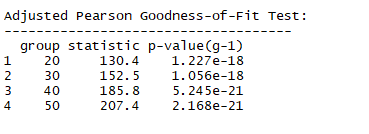 Adjusted Pearson Goodness-of-Fit Test:
------------------------------------
group statistic p-value(g-1)
1 20 130.4 1.227e-18
2 30 152.5 1.056e-18
3 40 185.8 5.245e-21
4 50 207.4 2.168e-21